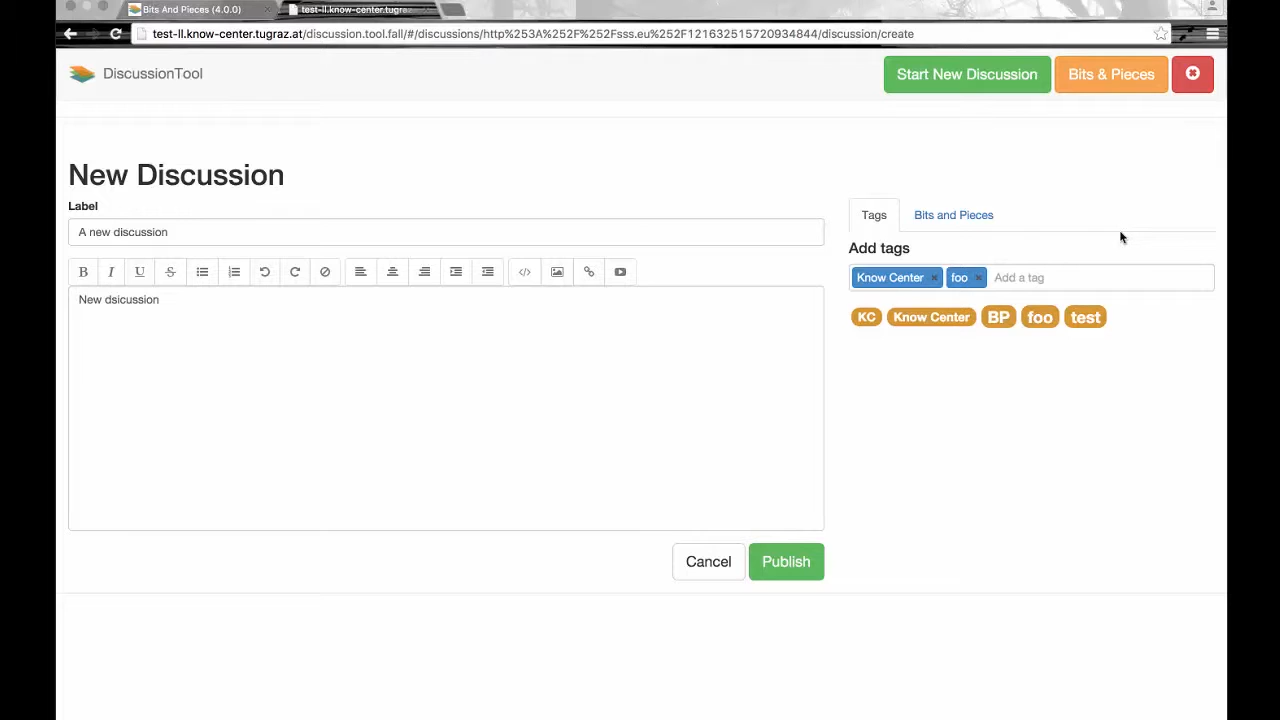 Bits And Pieces (4.0.0)
test-ll.know-center.tugraz
test-ll.know-center.tugraz.at/discussion.tool.fall/#/discussions/http%253A%252F%252Fsss.eu%252F121632515720934844/discussion/create
DiscussionTool
Start New Discussion
Bits & Pieces
New Discussion
Label
A new discussion
B I U S
New dsicussion
Cancel
Publish
Tags
Bits and Pieces
Add tags
Know Center × foo × Add a tag
KC Know Center BP foo test